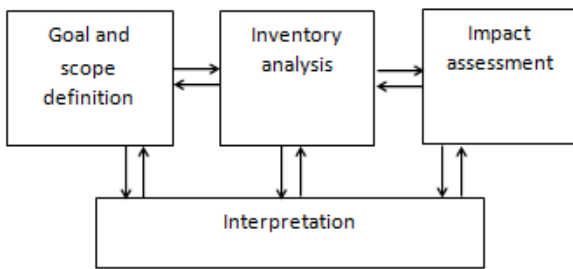 Goal and
scope
definition
Inventory
analysis
Impact
assessment
Interpretation